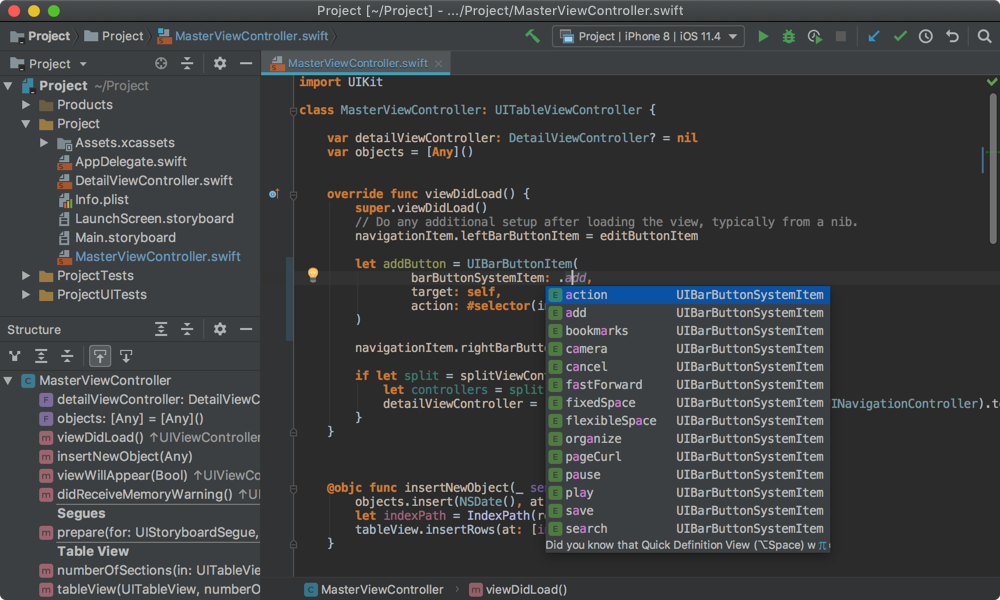 Project [~/Project] - .../Project/MasterViewController.swift
Project
Project
MasterViewController.swift
Project | iPhone 8 | iOS 11.4
Project
MasterViewController.swift
Project ~/Project
Products
Project
Assets.xcassets
AppDelegate.swift
DetailViewController.swift
Info.plist
LaunchScreen.storyboard
Main.storyboard
MasterViewController.swift
ProjectTests
ProjectUITests
Structure
MasterViewController
detailViewController: DetailViewC
objects: [Any] = [Any]()
viewDidLoad() ↑UIViewController
insertNewObject(Any)
viewWillAppear(Bool) ↑UIViewCo
didReceiveMemoryWarning() ↑UI
Segues
prepare(for: UIStoryboardSegue,
Table View
numberOfSections(in: UITableVie
tableView(UITableView, numberO
import UIKit
class MasterViewController: UITableViewController {
var detailViewController: DetailViewController? = nil
var objects = [Any]()
override func viewDidLoad() {
super.viewDidLoad()
// Do any additional setup after loading the view, typically from a nib.
navigationItem.leftBarButtonItem = editButtonItem
let addButton = UIBarButtonItem(
barButtonSystemItem: .add,
target: self,
action: #selector(in
)
navigationItem.rightBarButt
if let split = splitViewCon
let controllers = split
detailViewController = INavigationController).to
}
}
@objc func insertNewObject(_ se
objects.insert(NSDate(), at
let indexPath = IndexPath(ro
tableView.insertRows(at: [in
}
action UIBarButtonSystemItem
add UIBarButtonSystemItem
bookmarks UIBarButtonSystemItem
camera UIBarButtonSystemItem
cancel UIBarButtonSystemItem
fastForward UIBarButtonSystemItem
fixedSpace UIBarButtonSystemItem
flexibleSpace UIBarButtonSystemItem
organize UIBarButtonSystemItem
pageCurl UIBarButtonSystemItem
pause UIBarButtonSystemItem
play UIBarButtonSystemItem
save UIBarButtonSystemItem
search UIBarButtonSystemItem
Did you know that Quick Definition View (⌥Space) w
MasterViewController
viewDidLoad()